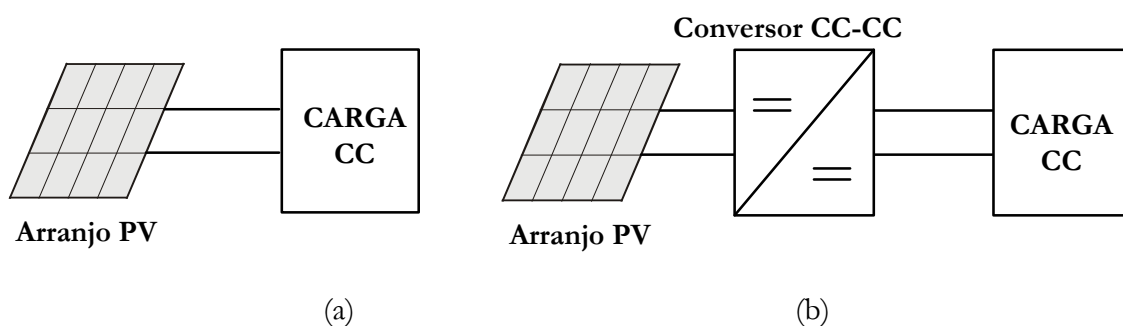 Conversor CC-CC
CARGA
CC
CARGA
CC
Arranjo PV
Arranjo PV
(a)
(b)